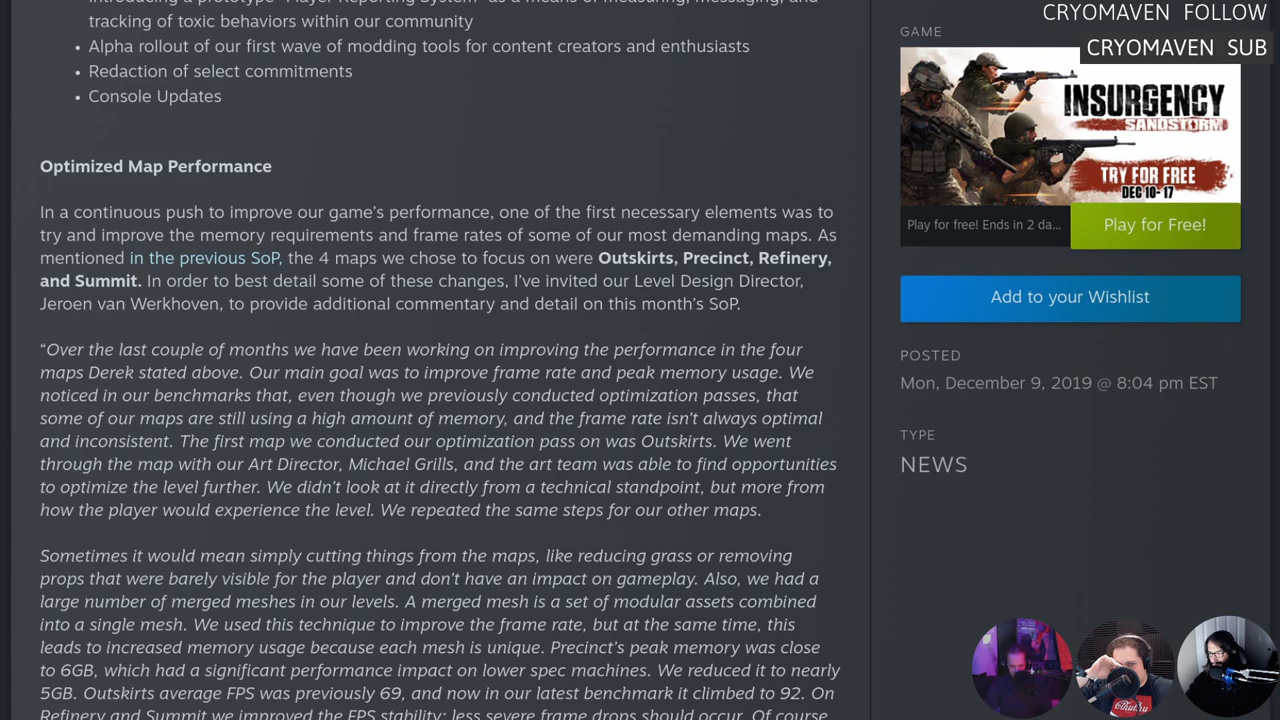 Introducing a prototype "Player Reporting System" as a means of measuring, messaging, and
tracking of toxic behaviors within our community
• Alpha rollout of our first wave of modding tools for content creators and enthusiasts
• Redaction of select commitments
• Console Updates
Optimized Map Performance
In a continuous push to improve our game's performance, one of the first necessary elements was to
try and improve the memory requirements and frame rates of some of our most demanding maps. As
mentioned in the previous SoP, the 4 maps we chose to focus on were Outskirts, Precinct, Refinery,
and Summit. In order to best detail some of these changes, I've invited our Level Design Director,
Jeroen van Werkhoven, to provide additional commentary and detail on this month's SoP.
“Over the last couple of months we have been working on improving the performance in the four
maps Derek stated above. Our main goal was to improve frame rate and peak memory usage. We
noticed in our benchmarks that, even though we previously conducted optimization passes, that
some of our maps are still using a high amount of memory, and the frame rate isn't always optimal
and inconsistent. The first map we conducted our optimization pass on was Outskirts. We went
through the map with our Art Director, Michael Grills, and the art team was able to find opportunities
to optimize the level further. We didn't look at it directly from a technical standpoint, but more from
how the player would experience the level. We repeated the same steps for our other maps.
Sometimes it would mean simply cutting things from the maps, like reducing grass or removing
props that were barely visible for the player and don't have an impact on gameplay. Also, we had a
large number of merged meshes in our levels. A merged mesh is a set of modular assets combined
into a single mesh. We used this technique to improve the frame rate, but at the same time, this
leads to increased memory usage because each mesh is unique. Precinct's peak memory was close
to 6GB, which had a significant performance impact on lower spec machines. We reduced it to nearly
5GB. Outskirts average FPS was previously 69, and now in our latest benchmark it climbed to 92. On
Refinery and Summit we improved the FPS stability; less severe frame drops should occur. Of course
CRYOMAVEN FOLLOW
CRYOMAVEN SUB
GAME
INSURGENCY
SANDSTORM
TRY FOR FREE
DEC 10-17
Play for free! Ends in 2 da...
Play for Free!
Add to your Wishlist
POSTED
Mon, December 9, 2019 @ 8:04 pm EST
TYPE
NEWS